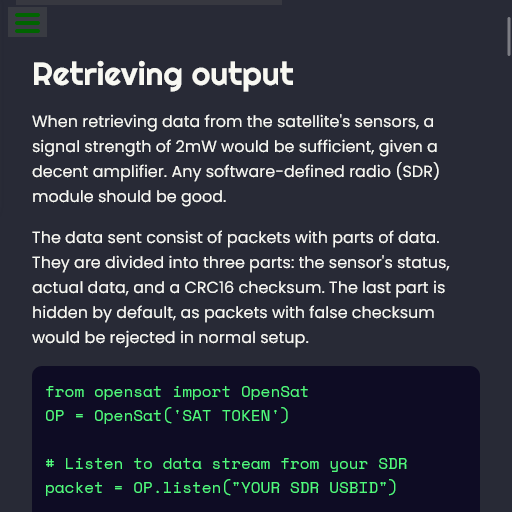 Retrieving output
When retrieving data from the satellite's sensors, a
signal strength of 2mW would be sufficient, given a
decent amplifier. Any software-defined radio (SDR)
module should be good.
The data sent consist of packets with parts of data.
They are divided into three parts: the sensor's status,
actual data, and a CRC16 checksum. The last part is
hidden by default, as packets with false checksum
would be rejected in normal setup.
from opensat import OpenSat
OP = OpenSat('SAT TOKEN')
# Listen to data stream from your SDR
packet = OP.listen("YOUR SDR USBID")